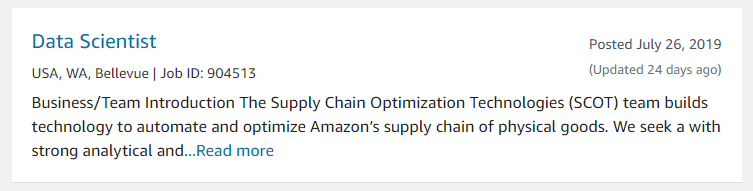 Data Scientist
Posted July 26, 2019
USA, WA, Bellevue | Job ID: 904513
(Updated 24 days ago)
Business/Team Introduction The Supply Chain Optimization Technologies (SCOT) team builds
technology to automate and optimize Amazon’s supply chain of physical goods. We seek a with
strong analytical and...Read more